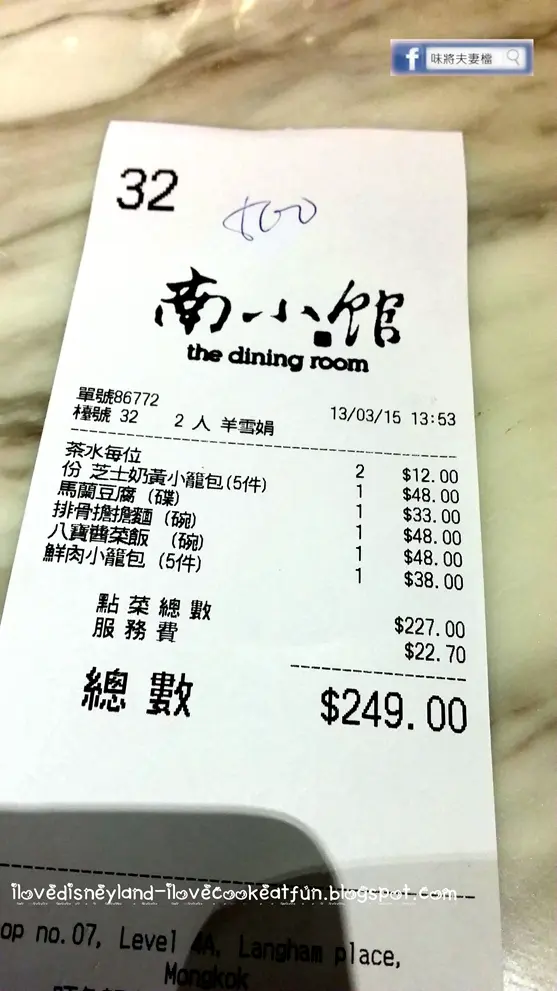 味將夫妻檔
32
南小館
the dining room
單號86772
13/03/15 13:53
檯號 32 2 人 羊雪娟
茶水每位 2 $12.00
份 芝士奶黃小籠包(5件) 1 $48.00
馬蘭豆腐 (碟) 1 $33.00
排骨擔擔麵 (碗) 1 $48.00
八寶醬菜飯 (碗) 1 $48.00
鮮肉小籠包 (5件) 1 $38.00
點菜總數 $227.00
服務費 $22.70
總數 $249.00
ilovedisneyland-ilovecookeatfun.blogspot.com
op no.07, Level 4A, Langham place,
Mongkok